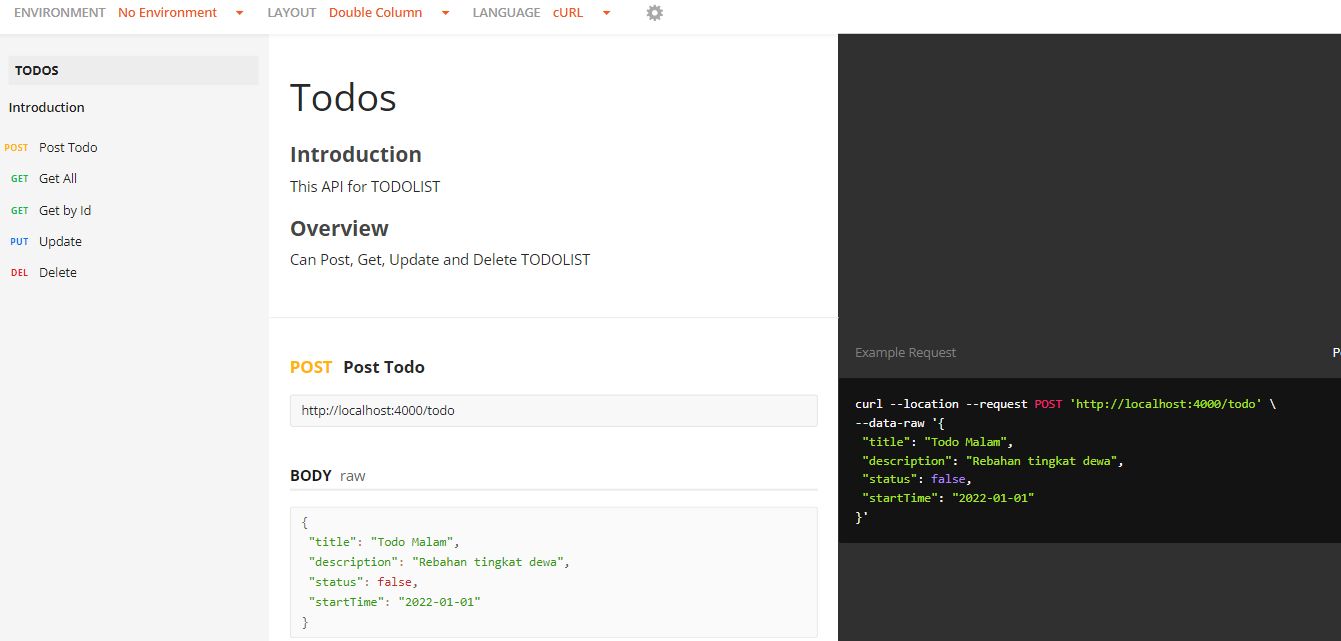 ENVIRONMENT No Environment LAYOUT Double Column LANGUAGE cURL
TODOS
Introduction
POST Post Todo
GET Get All
GET Get by Id
PUT Update
DEL Delete
Todos
Introduction
This API for TODOLIST
Overview
Can Post, Get, Update and Delete TODOLIST
POST Post Todo
http://localhost:4000/todo
BODY raw
{
"title": "Todo Malam",
"description": "Rebahan tingkat dewa",
"status": false,
"startTime": "2022-01-01"
}
Example Request
curl --location --request POST 'http://localhost:4000/todo' \
--data-raw '{
"title": "Todo Malam",
"description": "Rebahan tingkat dewa",
"status": false,
"startTime": "2022-01-01"
}'